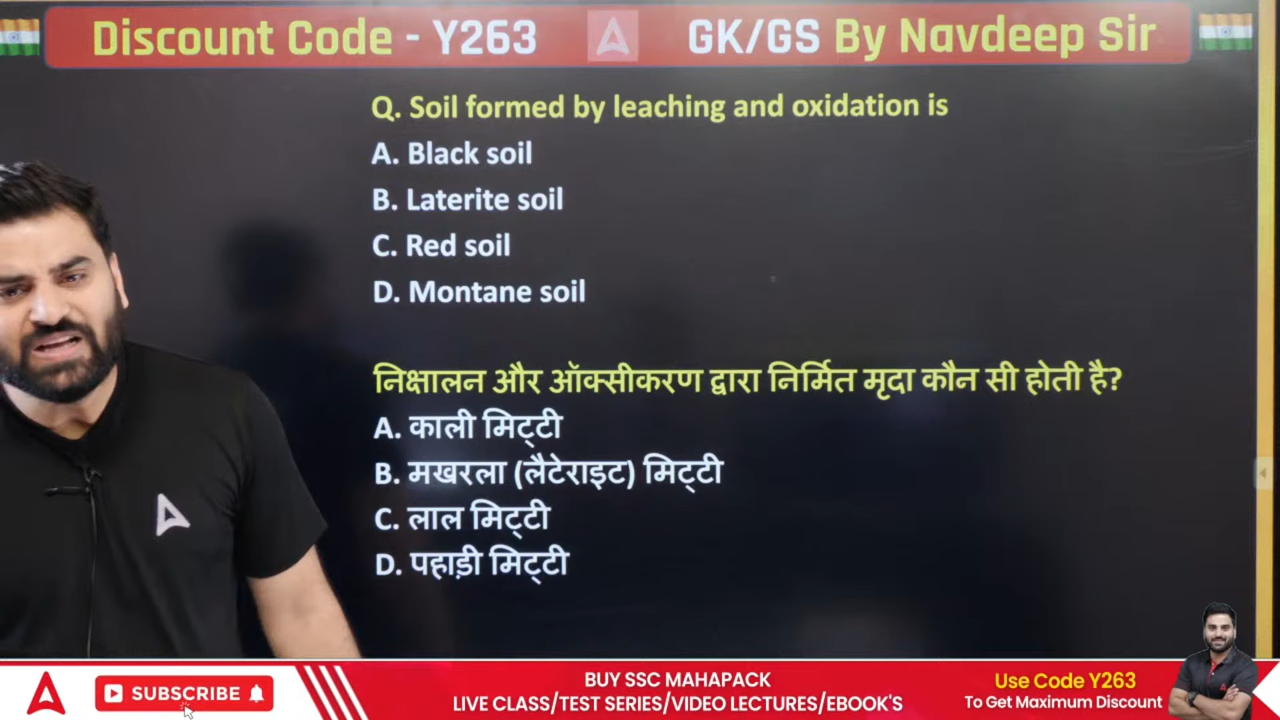 Discount Code - Y263 GK/GS By Navdeep Sir
Q. Soil formed by leaching and oxidation is
A. Black soil
B. Laterite soil
C. Red soil
D. Montane soil
निक्षालन और ऑक्सीकरण द्वारा निर्मित मृदा कौन सी होती है?
A. काली मिट्टी
B. मखरला (लैटेराइट) मिट्टी
C. लाल मिट्टी
D. पहाड़ी मिट्टी
SUBSCRIBE
BUY SSC MAHAPACK
LIVE CLASS/TEST SERIES/VIDEO LECTURES/EBOOK'S
Use Code Y263
To Get Maximum Discount